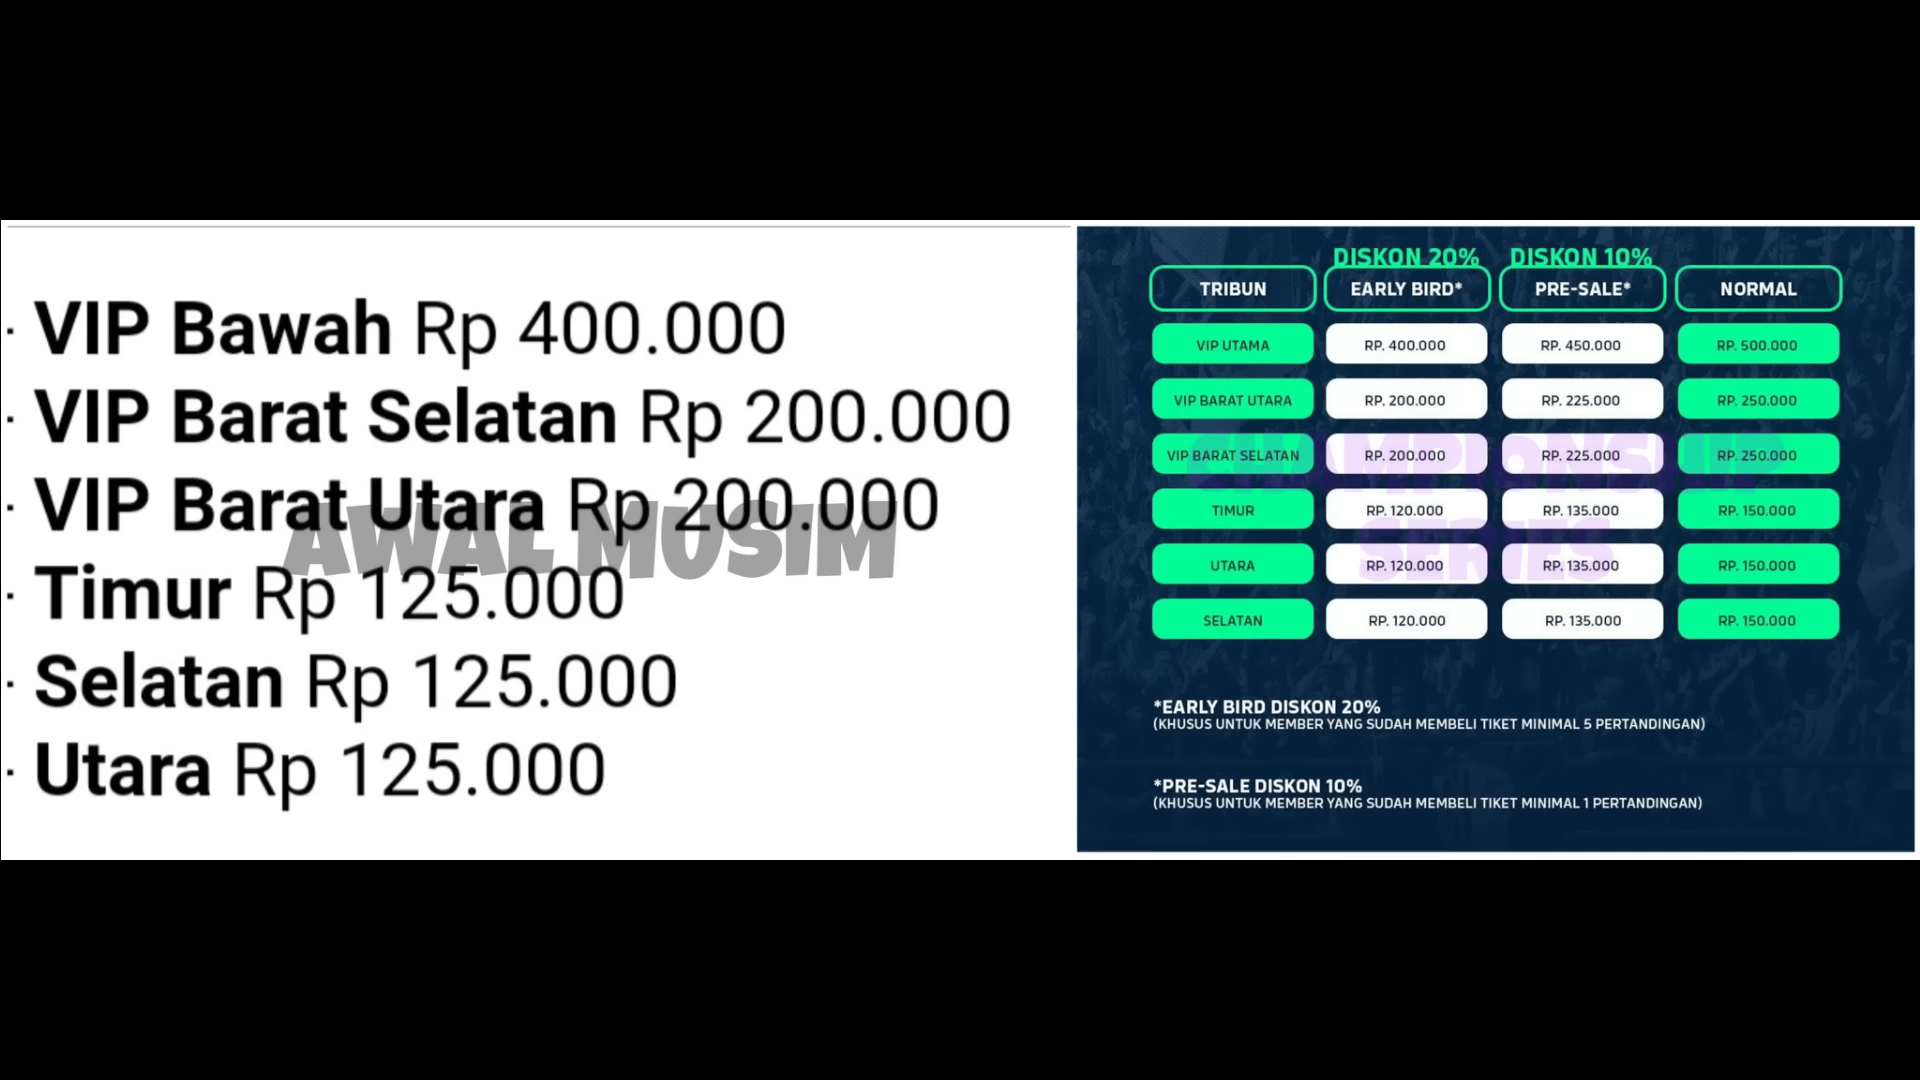 · VIP Bawah Rp 400.000
· VIP Barat Selatan Rp 200.000
· VIP Barat Utara Rp 200.000
AWAL MUSIM
· Timur Rp 125.000
· Selatan Rp 125.000
· Utara Rp 125.000
DISKON 20% DISKON 10%
TRIBUN EARLY BIRD* PRE-SALE* NORMAL
VIP UTAMA RP. 400.000 RP. 450.000 RP. 500.000
VIP BARAT UTARA RP. 200.000 RP. 225.000 RP. 250.000
VIP BARAT SELATAN RP. 200.000 RP. 225.000 RP. 250.000
CHAMPIONSHIP
TIMUR RP. 120.000 RP. 135.000 RP. 150.000
SERIES
UTARA RP. 120.000 RP. 135.000 RP. 150.000
SELATAN RP. 120.000 RP. 135.000 RP. 150.000
*EARLY BIRD DISKON 20%
(KHUSUS UNTUK MEMBER YANG SUDAH MEMBELI TIKET MINIMAL 5 PERTANDINGAN)
*PRE-SALE DISKON 10%
(KHUSUS UNTUK MEMBER YANG SUDAH MEMBELI TIKET MINIMAL 1 PERTANDINGAN)